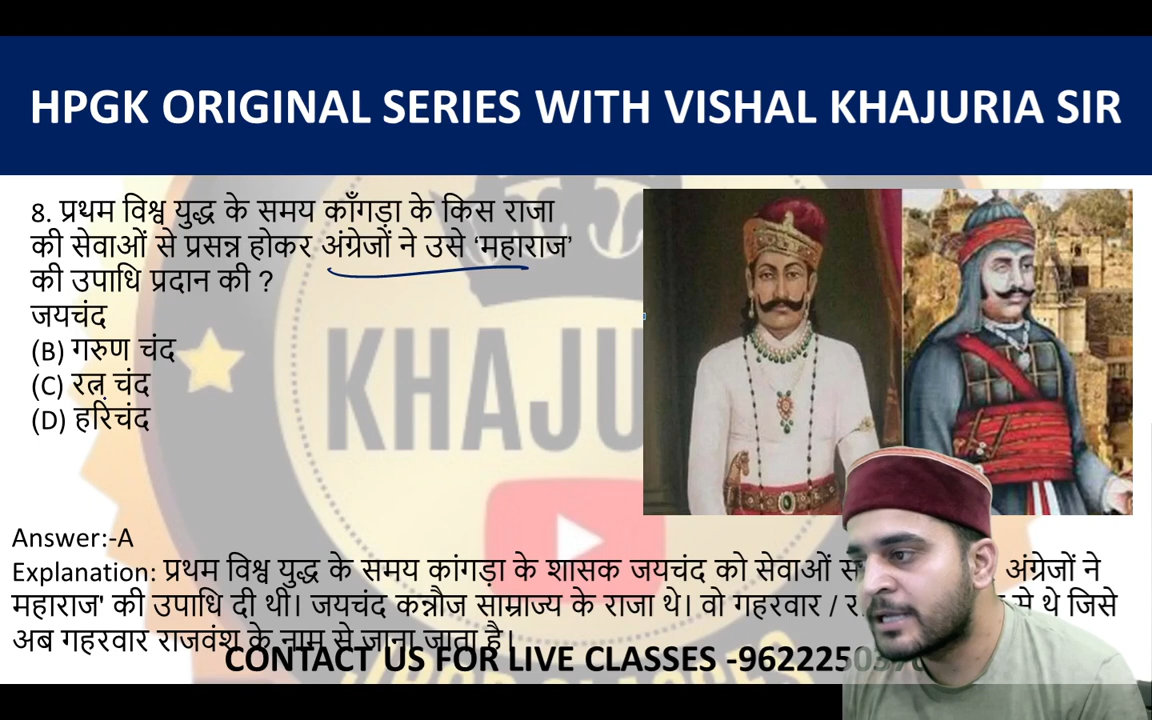 HPGK ORIGINAL SERIES WITH VISHAL KHAJURIA SIR
8. प्रथम विश्व युद्ध के समय काँगड़ा के किस राजा
की सेवाओं से प्रसन्न होकर अंग्रेजों ने उसे ‘महाराज’
की उपाधि प्रदान की ?
जयचंद
(B) गरुण चंद
(C) रत्न चंद
(D) हरिचंद
KHAJU
Answer:-A
Explanation: प्रथम विश्व युद्ध के समय कांगड़ा के शासक जयचंद को सेवाओं अंग्रेजों ने
महाराज' की उपाधि दी थी। जयचंद कन्नौज साम्राज्य के राजा थे। वो गहरवार / से थे जिसे
अब गहरवार राजवंश के नाम से जाना जाता है।
CONTACT US FOR LIVE CLASSES -962225